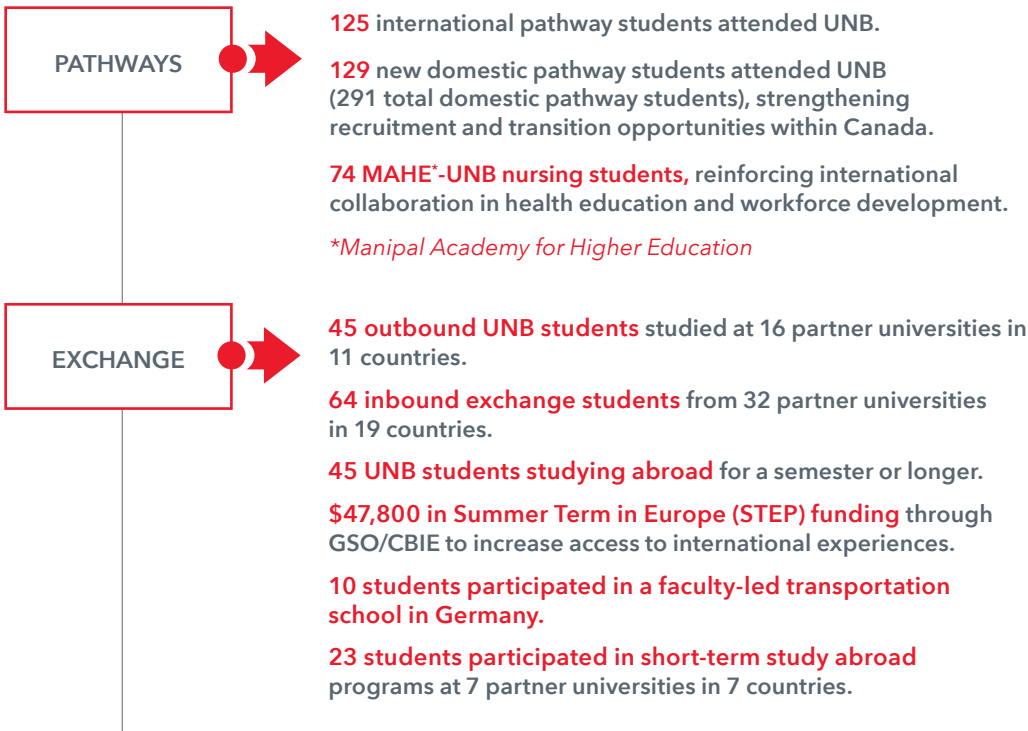 PATHWAYS
125 international pathway students attended UNB.
129 new domestic pathway students attended UNB
(291 total domestic pathway students), strengthening
recruitment and transition opportunities within Canada.
74 MAHE*-UNB nursing students, reinforcing international
collaboration in health education and workforce development.
*Manipal Academy for Higher Education
EXCHANGE
45 outbound UNB students studied at 16 partner universities in
11 countries.
64 inbound exchange students from 32 partner universities
in 19 countries.
45 UNB students studying abroad for a semester or longer.
$47,800 in Summer Term in Europe (STEP) funding through
GSO/CBIE to increase access to international experiences.
10 students participated in a faculty-led transportation
school in Germany.
23 students participated in short-term study abroad
programs at 7 partner universities in 7 countries.